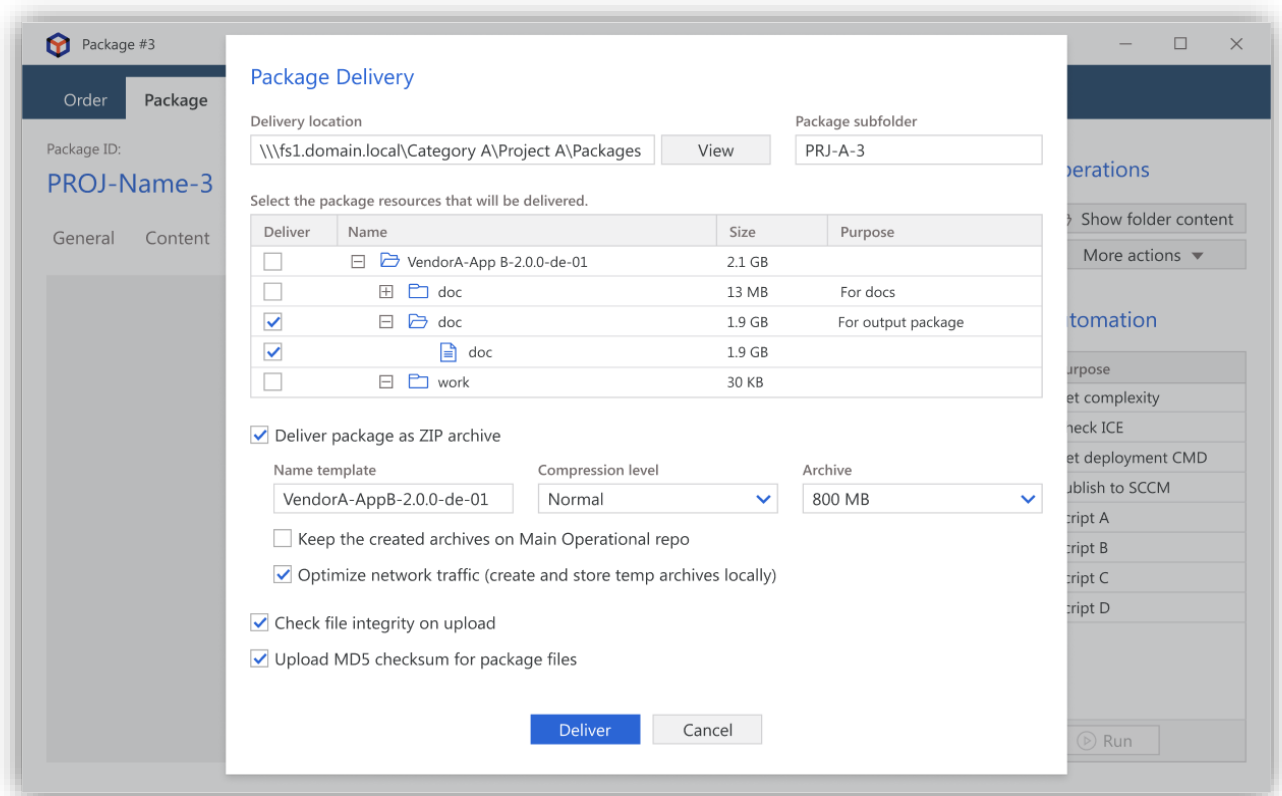 Package #3
Order Package
Package ID:
PROJ-Name-3
General Content
Package Delivery
Delivery location
\\\fs1.domain.local\Category A\Project A\Packages View
Package subfolder
PRJ-A-3
Select the package resources that will be delivered.
Deliver Name Size Purpose
VendorA-App B-2.0.0-de-01 2.1 GB
doc 13 MB For docs
doc 1.9 GB For output package
doc 1.9 GB
work 30 KB
Deliver package as ZIP archive
Name template Compression level Archive
VendorA-AppB-2.0.0-de-01 Normal 800 MB
Keep the created archives on Main Operational repo
Optimize network traffic (create and store temp archives locally)
Check file integrity on upload
Upload MD5 checksum for package files
Deliver Cancel
perations
Show folder content
More actions
tomation
urpose
et complexity
heck ICE
et deployment CMD
ublish to SCCM
cript A
cript B
cript C
cript D
Run